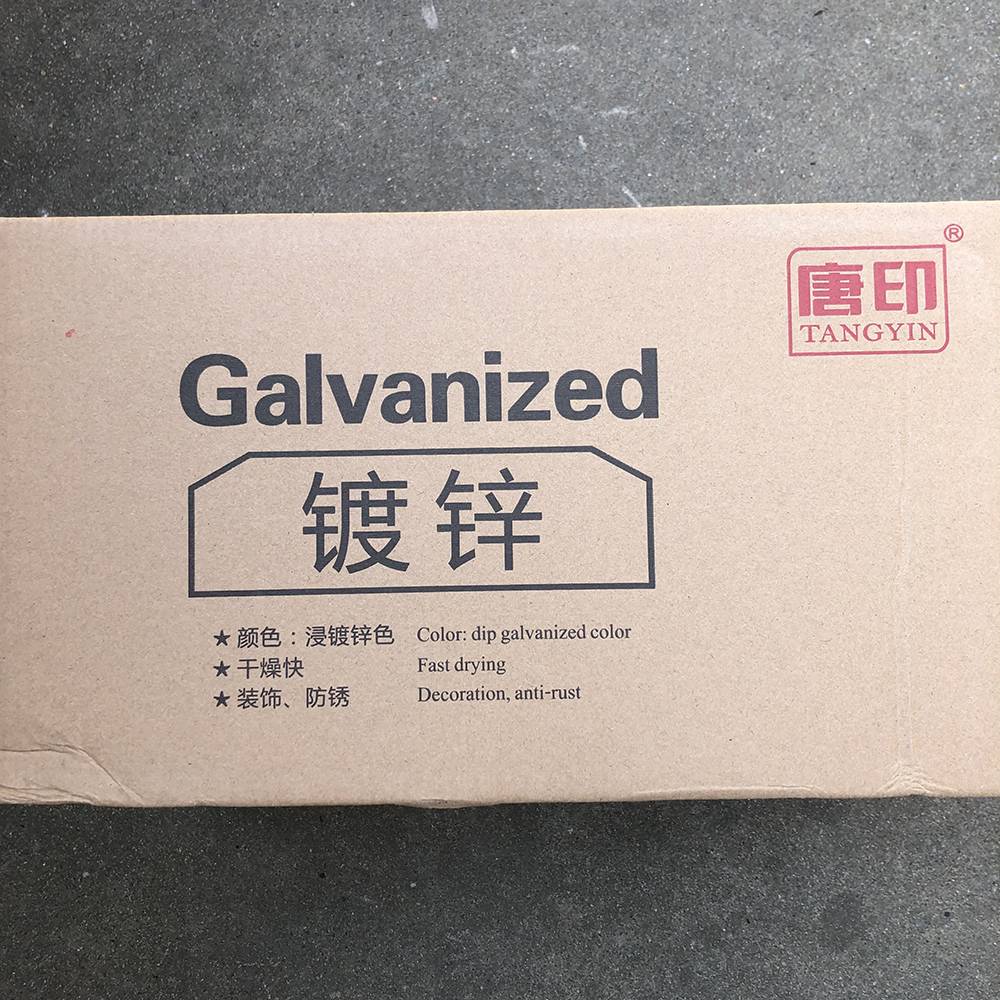 ®
唐印
TANGYIN
Galvanized
镀锌
★ 颜色：浸镀锌色 Color: dip galvanized color
★ 干燥快 Fast drying
★ 装饰、防锈 Decoration, anti-rust